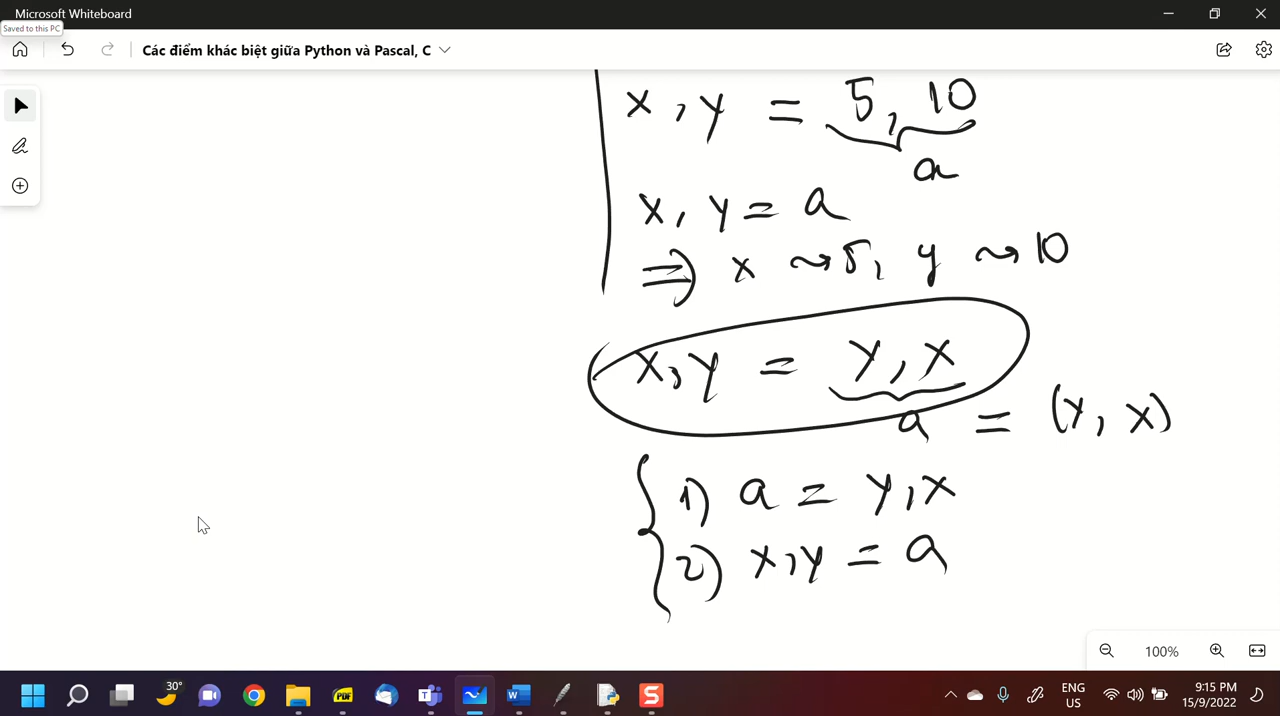 Microsoft Whiteboard
Saved to this PC
Các điểm khác biệt giữa Python và Pascal, C
x, y = 5, 10
a
x, y = a
⇒ x ⇝ 5, y ⇝ 10
x, y = y, x
a = (y, x)
1) a = y, x
2) x, y = a
100%
30°
PDF
W
S
ENG
US
9:15 PM
15/9/2022